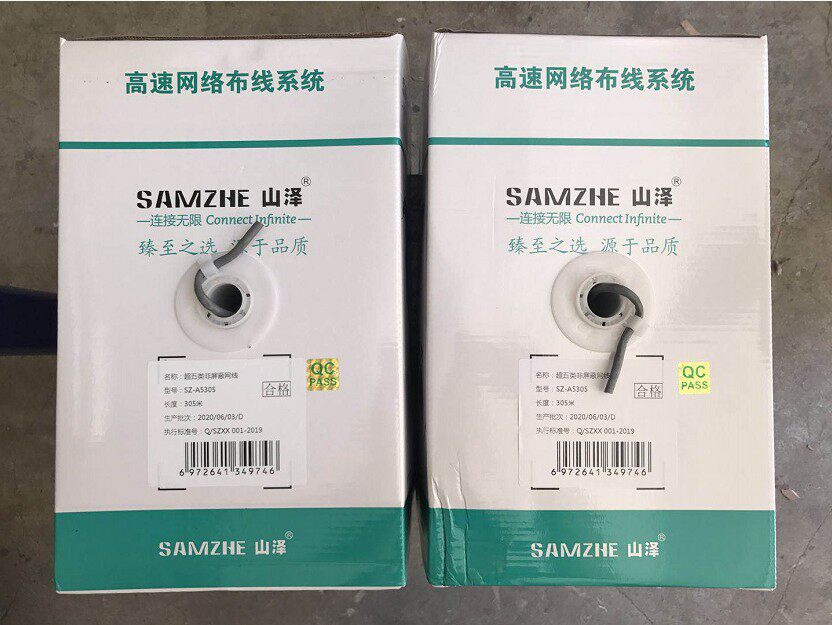 高速网络布线系统
SAMZHE 山泽®
连接无限 Connect Infinite
臻至之选 源于品质
名称：超五类非屏蔽网线
型号：SZ-A5305
长度：305米
生产批次：2020/06/03/D
执行标准号：Q/SZXX 001-2019
合格
QC
PASS
6 972641 349746
SAMZHE 山泽®
高速网络布线系统
SAMZHE 山泽®
连接无限 Connect Infinite
臻至之选 源于品质
名称：超五类非屏蔽网线
型号：SZ-A5305
长度：305米
生产批次：2020/06/03/D
执行标准号：Q/SZXX 001-2019
合格
QC
PASS
6 972641 349746
SAMZHE 山泽®